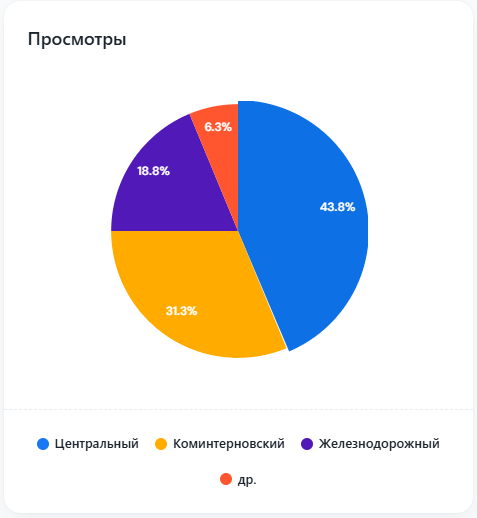 Просмотры
6.3%
18.8%
43.8%
31.3%
Центральный Коминтерновский Железнодорожный
др.